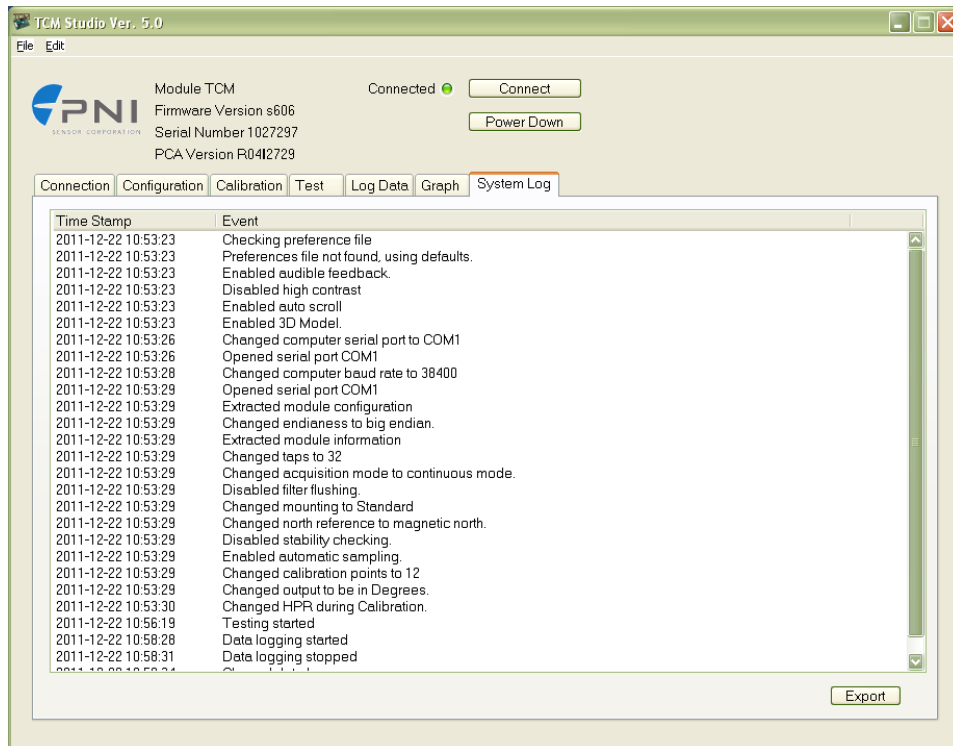 TCM Studio Ver. 5.0
File Edit
PNI
SENSOR CORPORATION
Module TCM
Firmware Version s606
Serial Number 1027297
PCA Version R04I2729
Connected
Connect
Power Down
Connection Configuration Calibration Test Log Data Graph System Log
Time Stamp Event
2011-12-22 10:53:23 Checking preference file
2011-12-22 10:53:23 Preferences file not found, using defaults.
2011-12-22 10:53:23 Enabled audible feedback.
2011-12-22 10:53:23 Disabled high contrast
2011-12-22 10:53:23 Enabled auto scroll
2011-12-22 10:53:23 Enabled 3D Model.
2011-12-22 10:53:26 Changed computer serial port to COM1
2011-12-22 10:53:26 Opened serial port COM1
2011-12-22 10:53:28 Changed computer baud rate to 38400
2011-12-22 10:53:29 Opened serial port COM1
2011-12-22 10:53:29 Extracted module configuration
2011-12-22 10:53:29 Changed endianess to big endian.
2011-12-22 10:53:29 Extracted module information
2011-12-22 10:53:29 Changed taps to 32
2011-12-22 10:53:29 Changed acquisition mode to continuous mode.
2011-12-22 10:53:29 Disabled filter flushing.
2011-12-22 10:53:29 Changed mounting to Standard
2011-12-22 10:53:29 Changed north reference to magnetic north.
2011-12-22 10:53:29 Disabled stability checking.
2011-12-22 10:53:29 Enabled automatic sampling.
2011-12-22 10:53:29 Changed calibration points to 12
2011-12-22 10:53:29 Changed output to be in Degrees.
2011-12-22 10:53:30 Changed HPR during Calibration.
2011-12-22 10:56:19 Testing started
2011-12-22 10:58:28 Data logging started
2011-12-22 10:58:31 Data logging stopped
Export